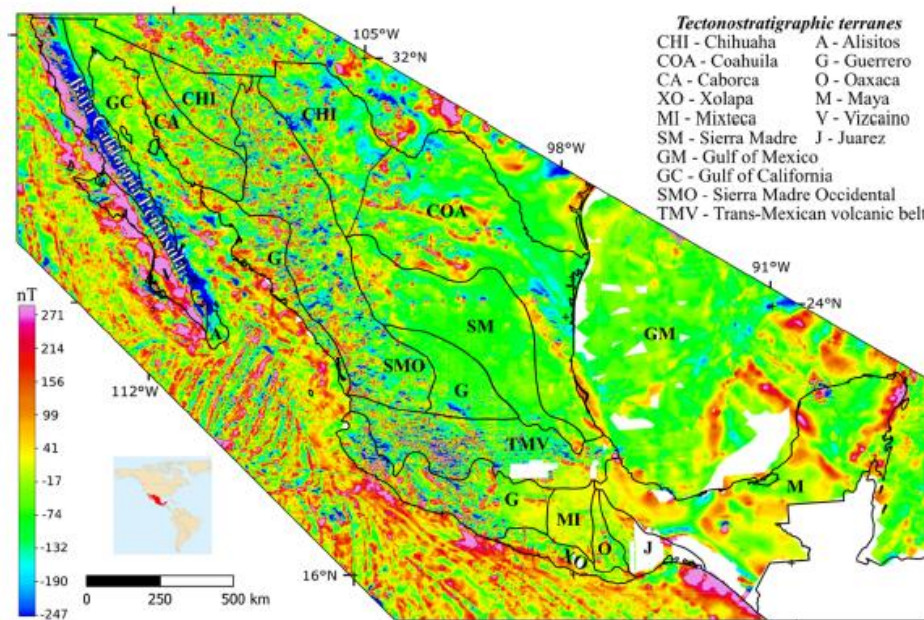 Tectonostratigraphic terranes
CHI - Chihuaha A - Alisitos
COA - Coahuila G - Guerrero
CA - Caborca O - Oaxaca
XO - Xolapa M - Maya
MI - Mixteca V - Vizcaino
SM - Sierra Madre J - Juarez
GM - Gulf of Mexico
GC - Gulf of California
SMO - Sierra Madre Occidental
TMV - Trans-Mexican volcanic belt
105°W
32°N
A
GC
CHI
CA
CHI
98°W
COA
91°W
24°N
G
SM
GM
A
nT
271
214
156
99
41
-17
-74
-132
-190
-247
SMO
G
112°W
TMV
G
M
MI
O
J
XO
16°N
0 250 500 km